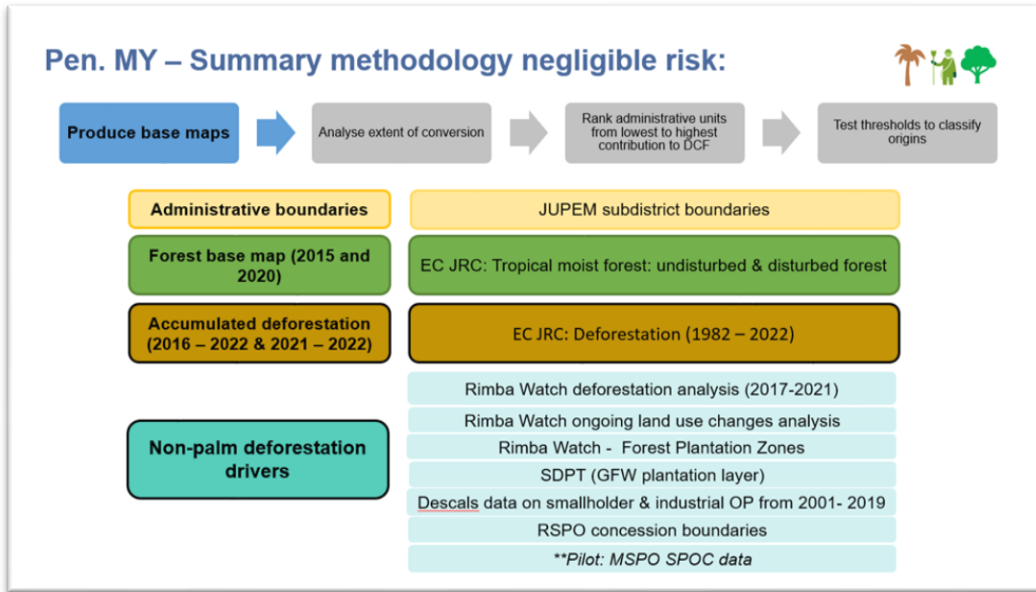 Pen. MY – Summary methodology negligible risk:
Produce base maps
Analyse extent of conversion
Rank administrative units
from lowest to highest
contribution to DCF
Test thresholds to classify
origins
Administrative boundaries
JUPEM subdistrict boundaries
Forest base map (2015 and
2020)
EC JRC: Tropical moist forest: undisturbed & disturbed forest
Accumulated deforestation
(2016 – 2022 & 2021 – 2022)
EC JRC: Deforestation (1982 – 2022)
Non-palm deforestation
drivers
Rimba Watch deforestation analysis (2017-2021)
Rimba Watch ongoing land use changes analysis
Rimba Watch -  Forest Plantation Zones
SDPT (GFW plantation layer)
Descals data on smallholder & industrial OP from 2001- 2019
RSPO concession boundaries
**Pilot: MSPO SPOC data